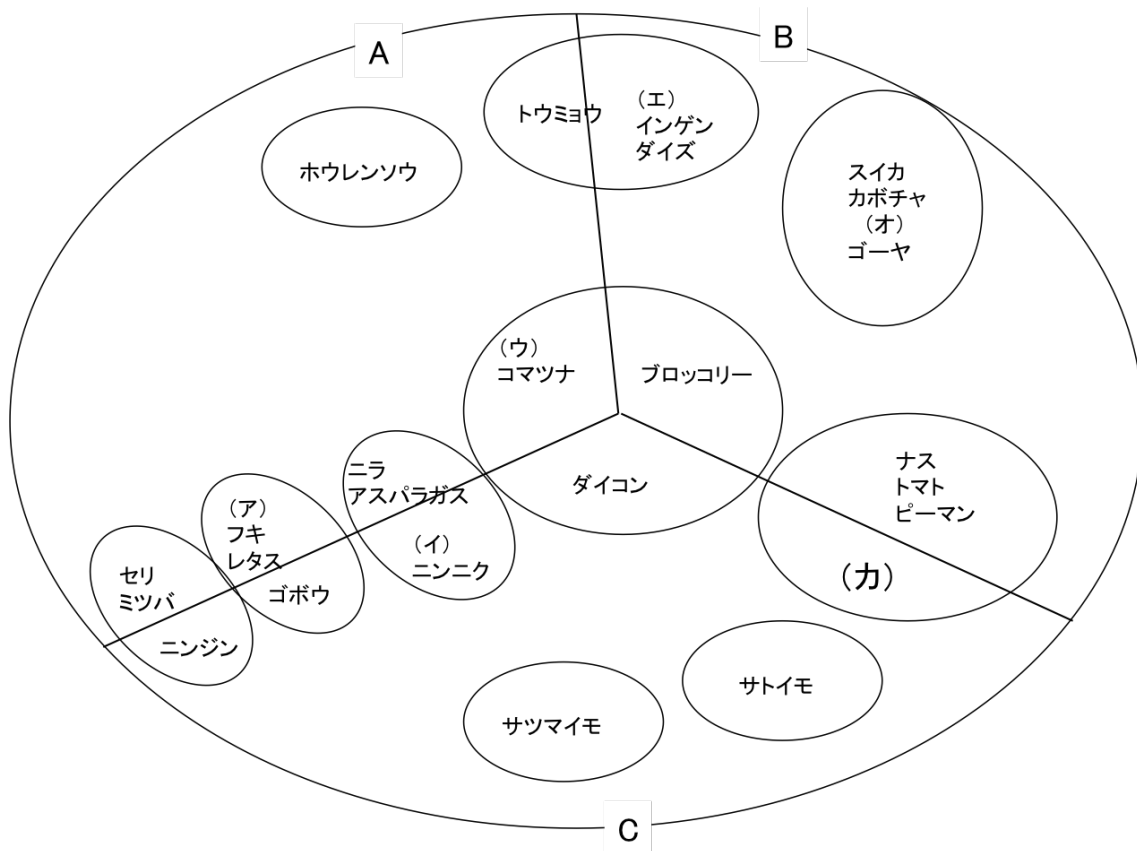 A
B
トウミョウ
（エ）
インゲン
ダイズ
ホウレンソウ
スイカ
カボチャ
（オ）
ゴーヤ
（ウ）
コマツナ
ブロッコリー
ダイコン
ニラ
アスパラガス
（イ）
ニンニク
ナス
トマト
ピーマン
（カ）
（ア）
フキ
レタス
ゴボウ
セリ
ミツバ
ニンジン
サツマイモ
サトイモ
C